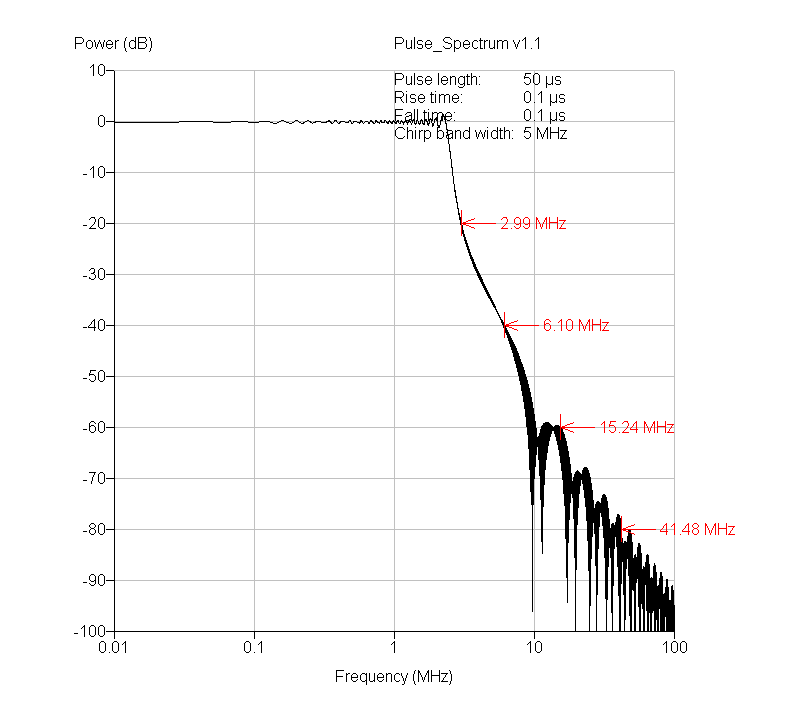 Power (dB) Pulse_Spectrum v1.1
10
Pulse length: 50 µs
Rise time: 0.1 µs
Fall time: 0.1 µs
0
Chirp band width: 5 MHz
-10
-20
2.99 MHz
-30
-40
6.10 MHz
-50
-60
15.24 MHz
-70
-80
41.48 MHz
-90
-100
0.01 0.1 1 10 100
Frequency (MHz)